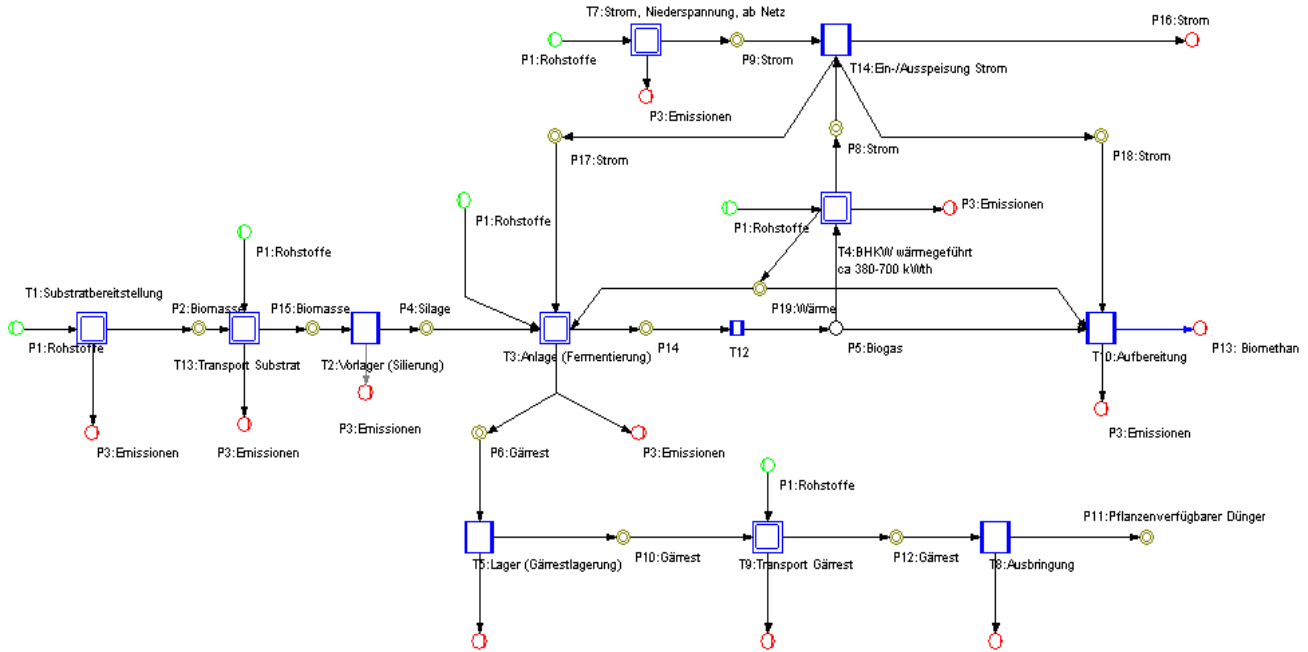 T7:Strom, Niederspannung, ab Netz
P16:Strom
P1:Rohstoffe
P9:Strom
T14:Ein-/Ausspeisung Strom
P3:Emissionen
P17:Strom
P8:Strom
P18:Strom
P1:Rohstoffe
P1:Rohstoffe
P3:Emissionen
P1:Rohstoffe
T4:BHKW wärmegeführt
ca 380-700 kWth
T1:Substratbereitstellung
P2:Biomasse
P15:Biomasse
P4:Silage
P19:Wärme
P1:Rohstoffe
T13:Transport Substrat
T2:Vorlager (Silierung)
T3:Anlage (Fermentierung)
P14
T12
P5:Biogas
T10:Aufbereitung
P13: Biomethan
P3:Emissionen
P3:Emissionen
P3:Emissionen
P6:Gärrest
P3:Emissionen
P3:Emissionen
P1:Rohstoffe
P11:Pflanzenverfügbarer Dünger
T5:Lager (Gärrestlagerung)
P10:Gärrest
T9:Transport Gärrest
P12:Gärrest
T8:Ausbringung